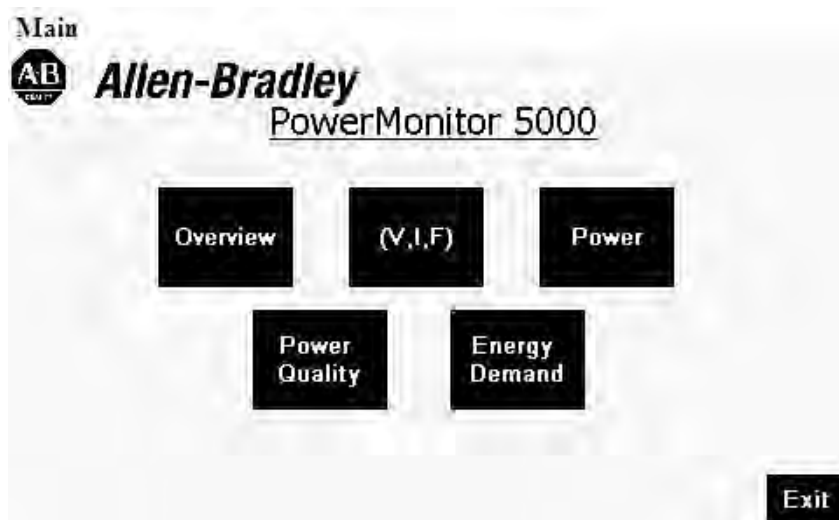 Main
AB
Allen-Bradley
PowerMonitor 5000
Overview
(V,I,F)
Power
Power
Quality
Energy
Demand
Exit